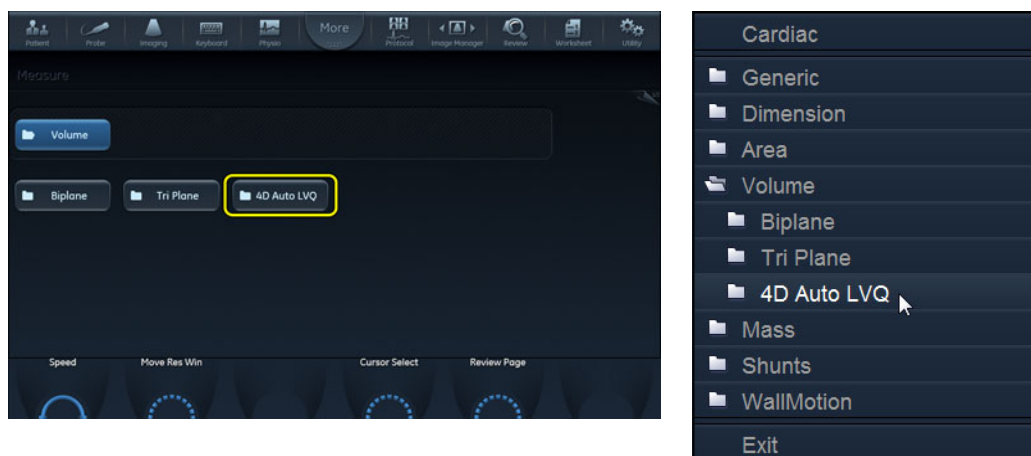 Patient Probe Imaging Keyboard Physio More Protocol Image Manager Review Worksheet Utility
Measure
Volume
Biplane Tri Plane 4D Auto LVQ
Speed Move Res Win Cursor Select Review Page
Cardiac
Generic
Dimension
Area
Volume
Biplane
Tri Plane
4D Auto LVQ
Mass
Shunts
WallMotion
Exit